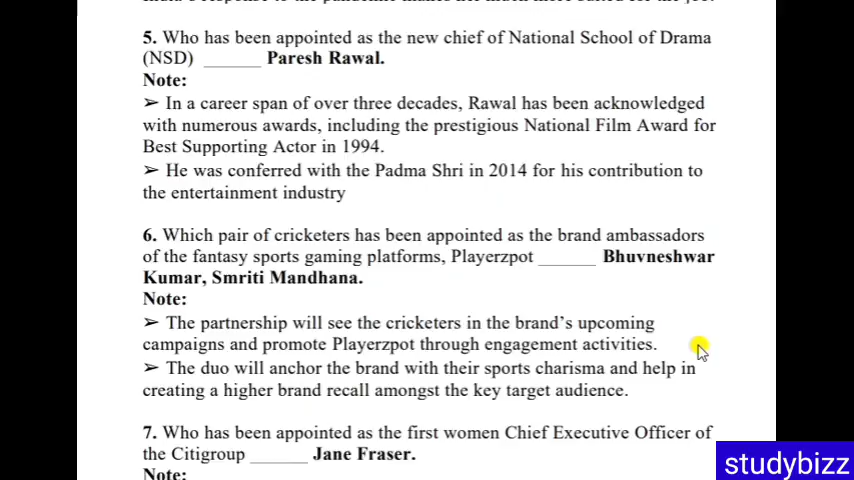 5. Who has been appointed as the new chief of National School of Drama
(NSD) ______ Paresh Rawal.
Note:
➢ In a career span of over three decades, Rawal has been acknowledged
with numerous awards, including the prestigious National Film Award for
Best Supporting Actor in 1994.
➢ He was conferred with the Padma Shri in 2014 for his contribution to
the entertainment industry
6. Which pair of cricketers has been appointed as the brand ambassadors
of the fantasy sports gaming platforms, Playerzpot ______ Bhuvneshwar
Kumar, Smriti Mandhana.
Note:
➢ The partnership will see the cricketers in the brand's upcoming
campaigns and promote Playerzpot through engagement activities.
➢ The duo will anchor the brand with their sports charisma and help in
creating a higher brand recall amongst the key target audience.
7. Who has been appointed as the first women Chief Executive Officer of
the Citigroup ______ Jane Fraser.
Note:
studybizz